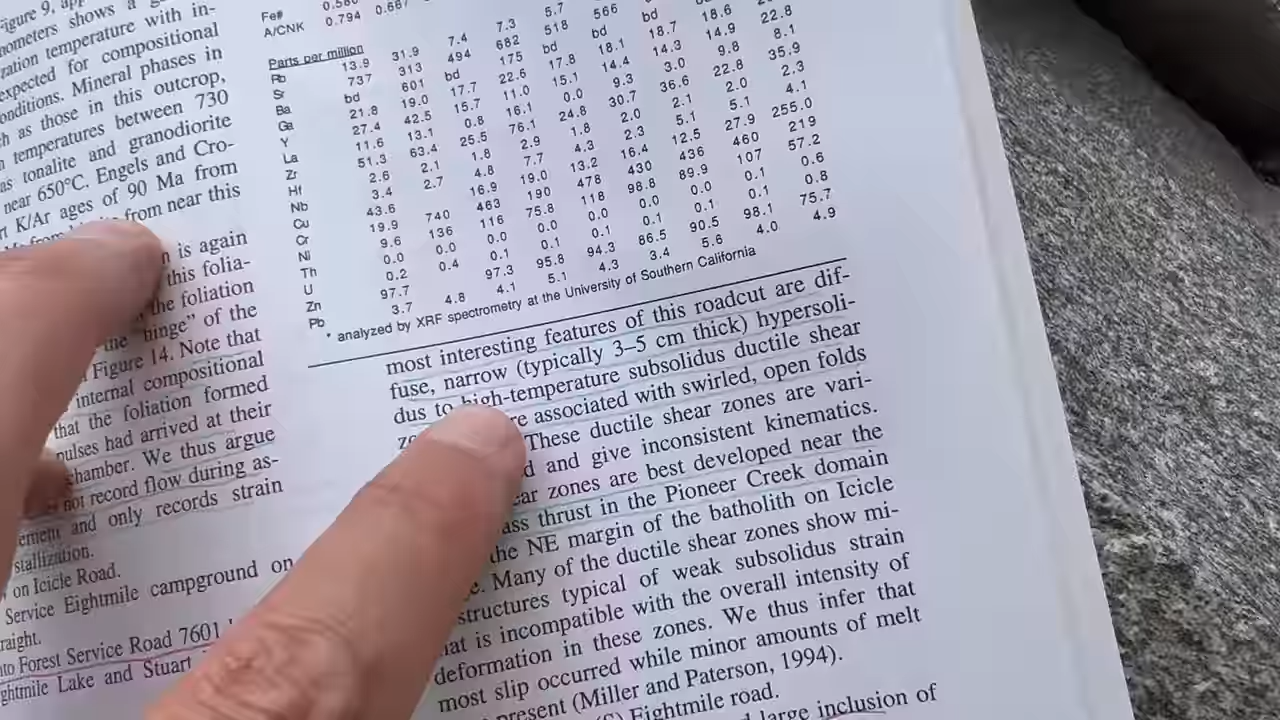 Figure 9, app
nometers shows a g
zation temperature with in-
expected for compositional
onditions. Mineral phases in
h as those in this outcrop,
temperatures between 730
as tonalite and granodiorite
near 650°C. Engels and Cro-
rt K/Ar ages of 90 Ma from
from near this
is again
this folia-
the foliation
the "hinge" of the
Figure 14. Note that
internal compositional
that the foliation formed
pulses had arrived at their
chamber. We thus argue
not record flow during as-
ement and only records strain
stallization.
on Icicle Road.
Service Eightmile campground on
raight.
nto Forest Service Road 7601
ghtmile Lake and Stuart
Fe# 0.580
A/CNK 0.794 0.667
Parts per million
Rb 13.9 31.9 7.4 7.3 5.7 566 bd
Sr 737 313 494 682 518 bd 18.7 18.6 22.8
Ba bd 601 bd 175 bd 18.1 14.3 14.9 8.1
Ga 21.8 19.0 17.7 22.6 17.8 14.4 3.0 9.8 35.9
Y 27.4 42.5 15.7 11.0 15.1 9.3 36.6 22.8 2.3
La 11.6 13.1 0.8 16.1 0.0 30.7 2.1 2.0 4.1
Zr 51.3 63.4 25.5 76.1 24.8 2.0 5.1 5.1 255.0
Hf 2.6 2.1 1.8 2.9 1.8 2.3 12.5 27.9 219
Nb 3.4 2.7 4.8 7.7 4.3 16.4 436 460 57.2
Cu 43.6 16.9 19.0 13.2 430 89.9 107 0.6
Cr 19.9 740 463 190 478 98.8 0.0 0.1 0.8
Ni 9.6 136 116 75.8 118 0.0 0.1 0.1 75.7
Th 0.0 0.0 0.0 0.0 0.0 0.1 0.1 98.1 4.9
U 0.2 0.4 0.1 0.1 0.1 86.5 90.5 4.0
Zn 97.7 97.3 95.8 94.3 3.4 5.6
Pb 3.7 4.8 4.1 5.1 4.3
* analyzed by XRF spectrometry at the University of Southern California
most interesting features of this roadcut are dif-
fuse, narrow (typically 3–5 cm thick) hypersoli-
dus to high-temperature subsolidus ductile shear
associated with swirled, open folds
These ductile shear zones are vari-
and give inconsistent kinematics.
ear zones are best developed near the
ass thrust in the Pioneer Creek domain
the NE margin of the batholith on Icicle
Many of the ductile shear zones show mi-
structures typical of weak subsolidus strain
hat is incompatible with the overall intensity of
deformation in these zones. We thus infer that
most slip occurred while minor amounts of melt
present (Miller and Paterson, 1994).
Eightmile road.
large inclusion of